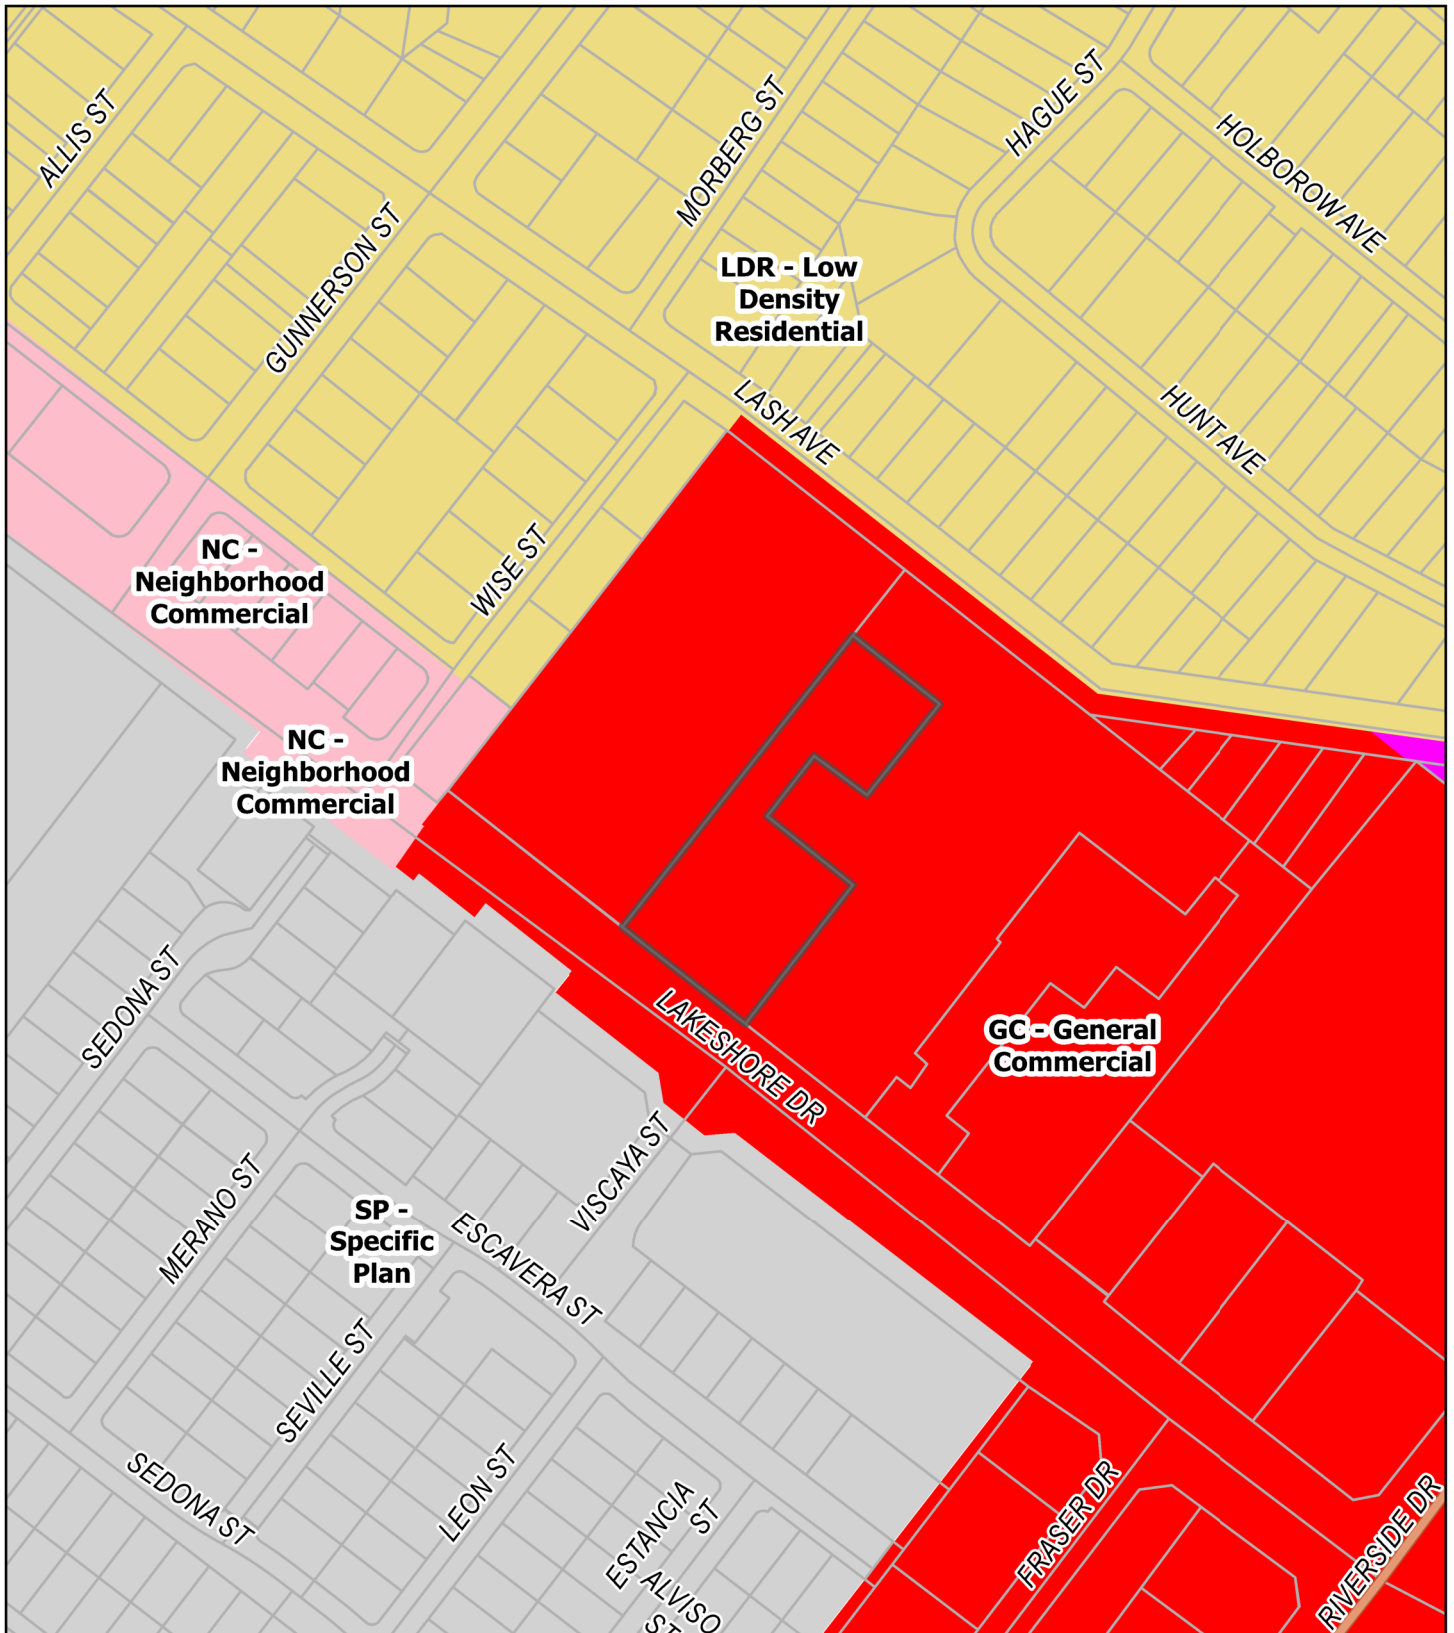 ALLIS ST
GUNNERSON ST
MORBERG ST
HAGUE ST
HOLBOROW AVE
LDR - Low
Density
Residential
LASH AVE
HUNT AVE
WISE ST
NC -
Neighborhood
Commercial
NC -
Neighborhood
Commercial
SEDONA ST
LAKESHORE DR
GC - General
Commercial
VISCAYA ST
MERANO ST
SP -
Specific
Plan
ESCAVERA ST
SEVILLE ST
SEDONA ST
LEON ST
ESTANCIA
ST
ALVISO
ST
FRASER DR
RIVERSIDE DR